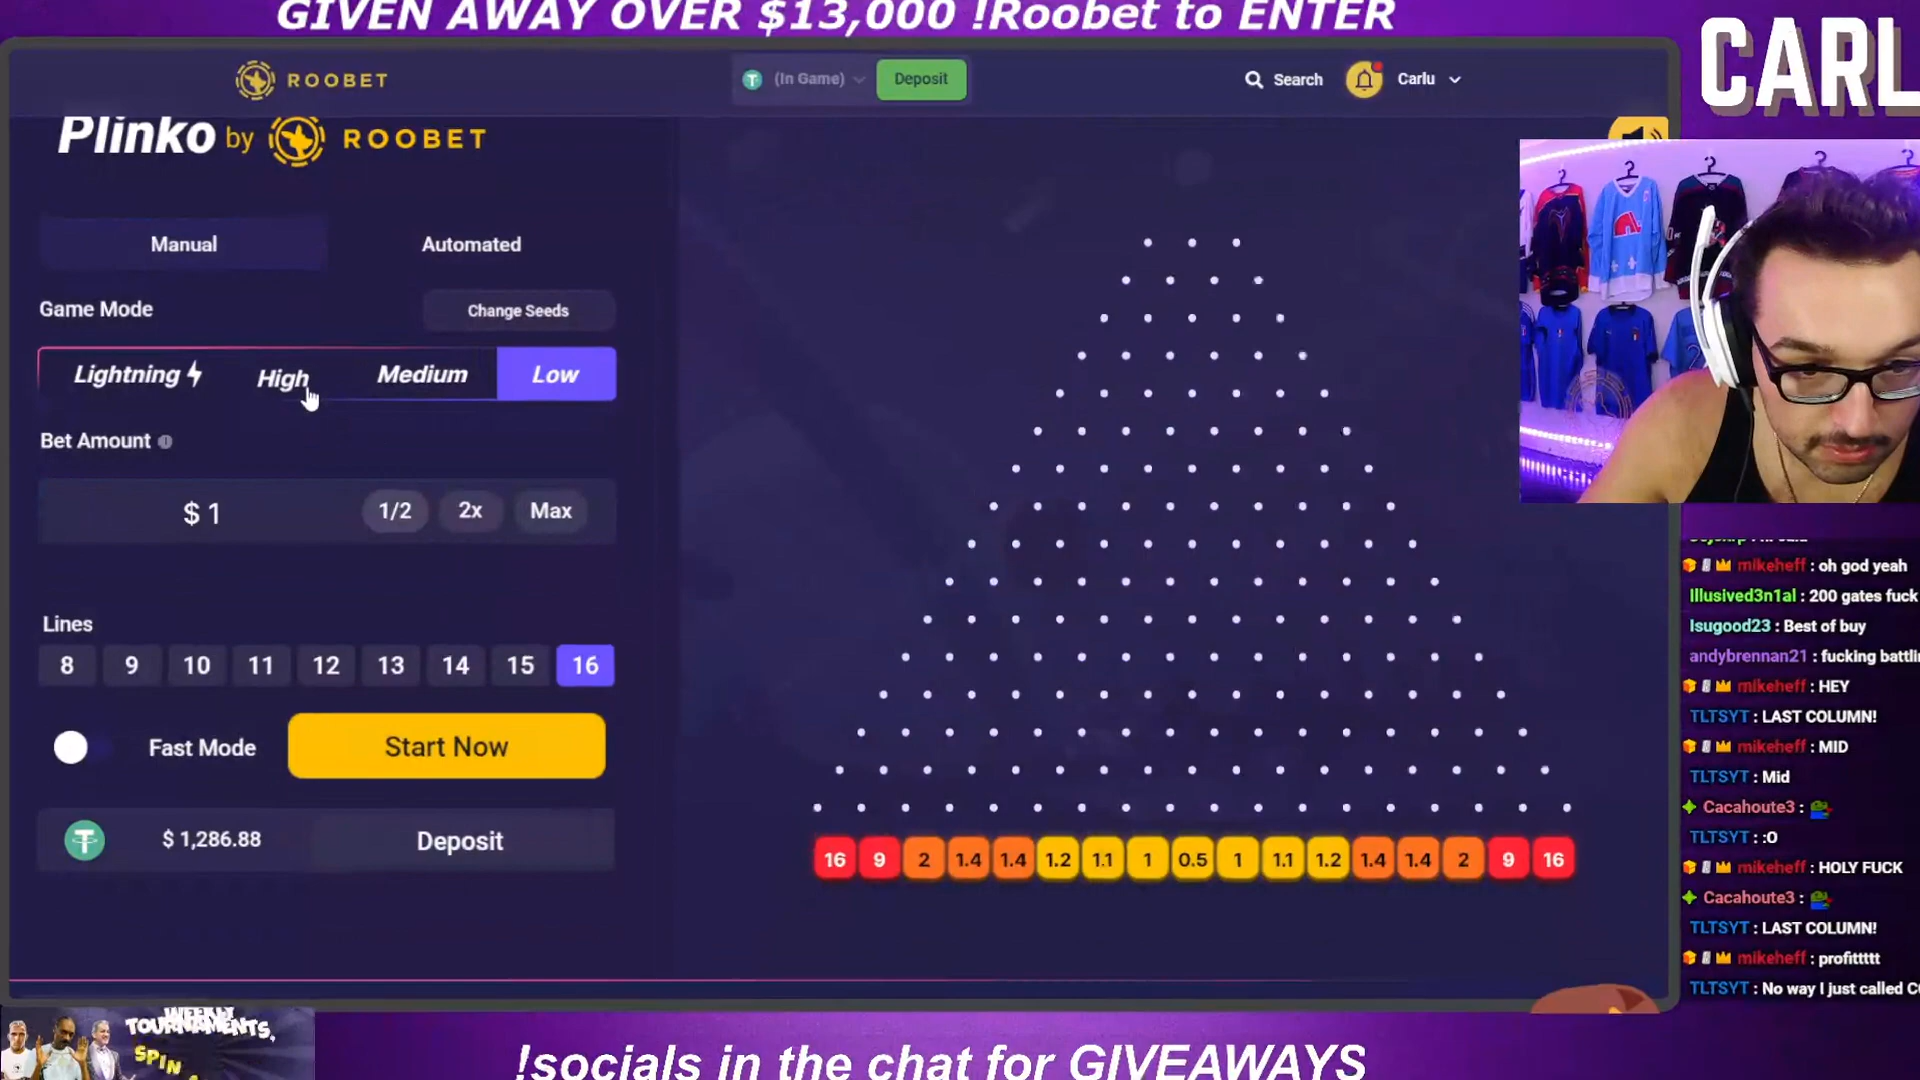 GIVEN AWAY OVER $13,000 !Roobet to ENTER
CARL
ROOBET
(In Game)
Deposit
Search
Carlu
Plinko by ROOBET
Manual
Automated
Game Mode
Change Seeds
Lightning
High
Medium
Low
Bet Amount
$ 1
1/2
2x
Max
Lines
8 9 10 11 12 13 14 15 16
Fast Mode
Start Now
$ 1,286.88
Deposit
16 9 2 1.4 1.4 1.2 1.1 1 0.5 1 1.1 1.2 1.4 1.4 2 9 16
mikeheff : oh god yeah
Illusived3n1al : 200 gates fuck
Isugood23 : Best of buy
andybrennan21 : fucking battlin
mikeheff : HEY
TLTSYT : LAST COLUMN!
mikeheff : MID
TLTSYT : Mid
Cacahoute3 :
TLTSYT : :O
mikeheff : HOLY FUCK
Cacahoute3 :
TLTSYT : LAST COLUMN!
mikeheff : profittttt
TLTSYT : No way I just called C
WEEKLY
TOURNAMENTS,
SPIN
!socials in the chat for GIVEAWAYS